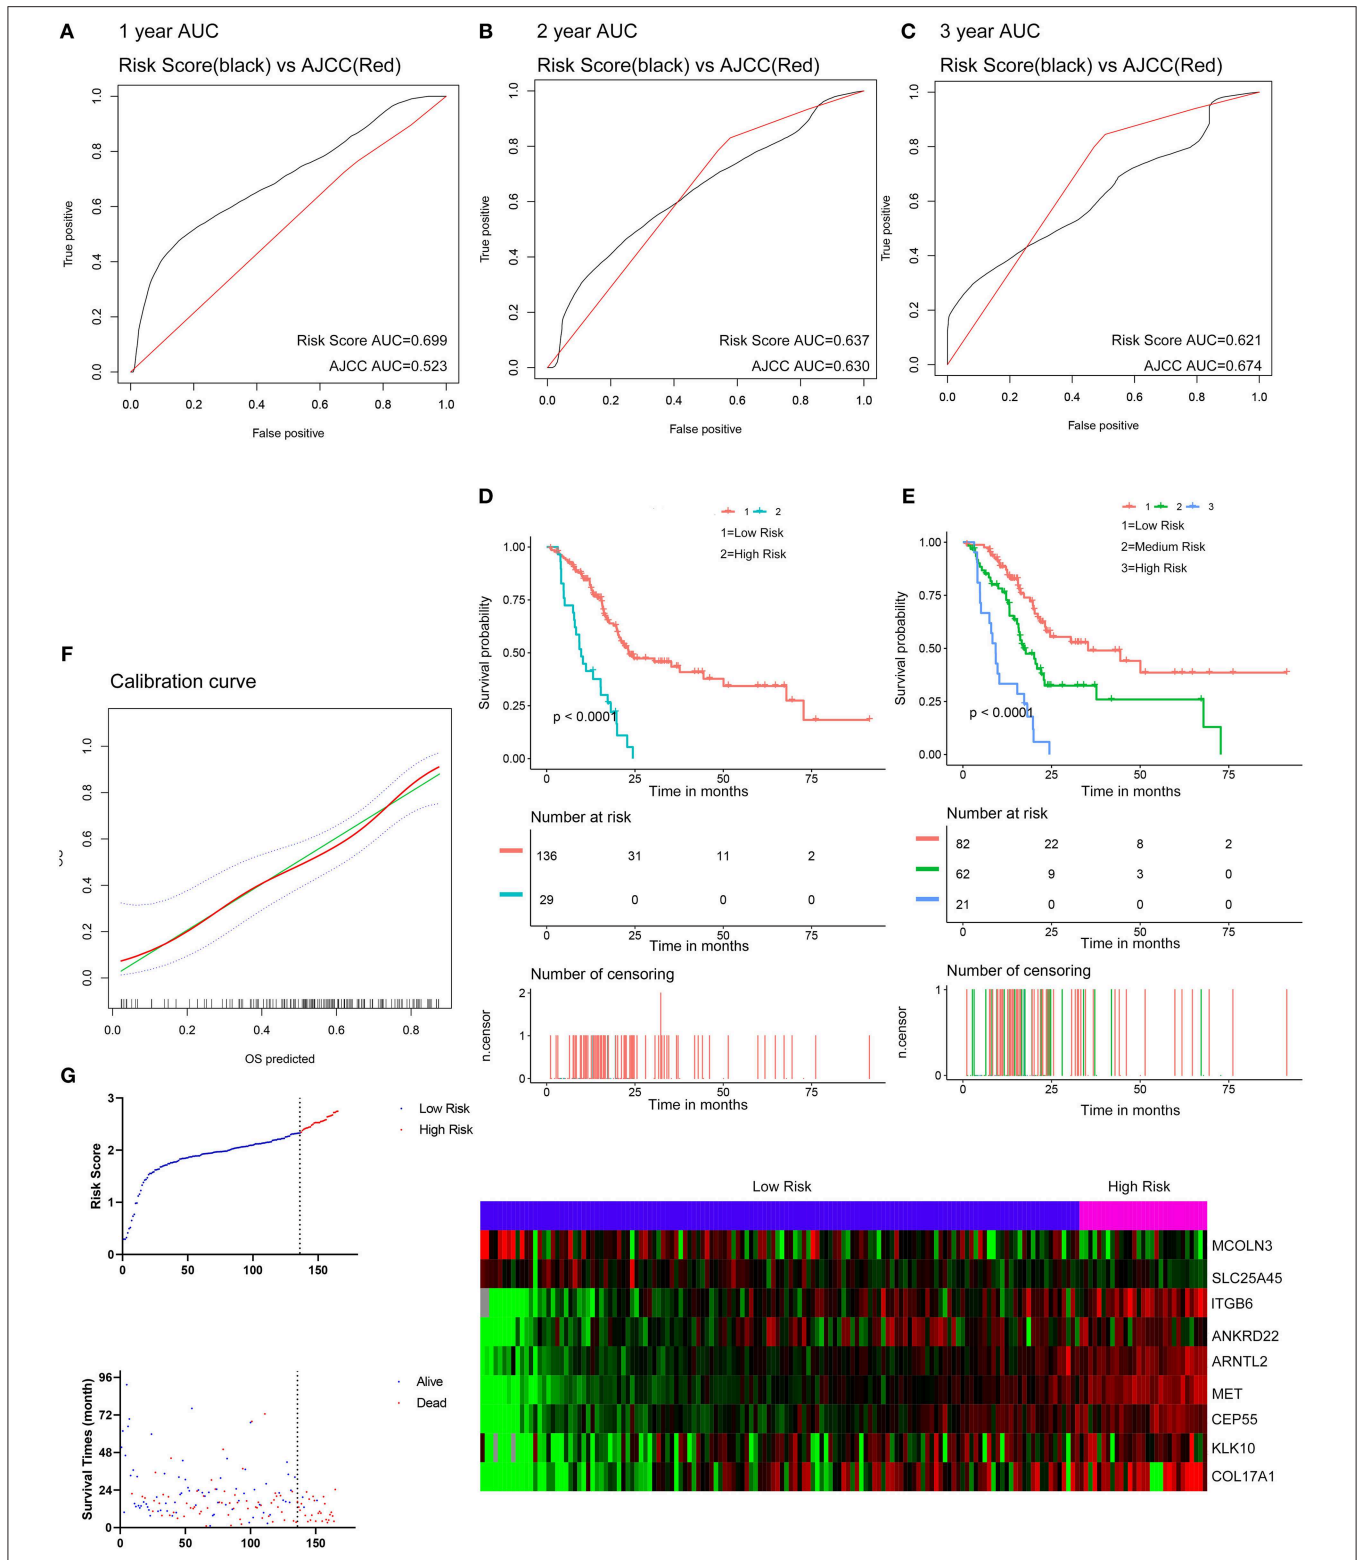 A 1 year AUC
Risk Score(black) vs AJCC(Red)
1.0
0.8
0.6
0.4
0.2
0.0
True positive
Risk Score AUC=0.699
AJCC AUC=0.523
0.0 0.2 0.4 0.6 0.8 1.0
False positive
B 2 year AUC
Risk Score(black) vs AJCC(Red)
1.0
0.8
0.6
0.4
0.2
0.0
True positive
Risk Score AUC=0.637
AJCC AUC=0.630
0.0 0.2 0.4 0.6 0.8 1.0
False positive
C 3 year AUC
Risk Score(black) vs AJCC(Red)
1.0
0.8
0.6
0.4
0.2
0.0
True positive
Risk Score AUC=0.621
AJCC AUC=0.674
0.0 0.2 0.4 0.6 0.8 1.0
False positive
D
1 2
1=Low Risk
2=High Risk
1.00
0.75
0.50
0.25
0.00
Survival probability
p < 0.0001
0 25 50 75
Time in months
Number at risk
136 31 11 2
29 0 0 0
0 25 50 75
Time in months
Number of censoring
2
1
0
n.censor
0 25 50 75
Time in months
E
1 2 3
1=Low Risk
2=Medium Risk
3=High Risk
1.00
0.75
0.50
0.25
0.00
Survival probability
p < 0.0001
0 25 50 75
Time in months
Number at risk
82 22 8 2
62 9 3 0
21 0 0 0
0 25 50 75
Time in months
Number of censoring
1
0
n.censor
0 25 50 75
Time in months
F
Calibration curve
1.0
0.8
0.6
0.4
0.2
0.0
0.0 0.2 0.4 0.6 0.8
OS predicted
G
3
2
1
0
Risk Score
Low Risk
High Risk
0 50 100 150
96
72
48
24
0
Survival Times (month)
Alive
Dead
0 50 100 150
Low Risk High Risk
MCOLN3
SLC25A45
ITGB6
ANKRD22
ARNTL2
MET
CEP55
KLK10
COL17A1